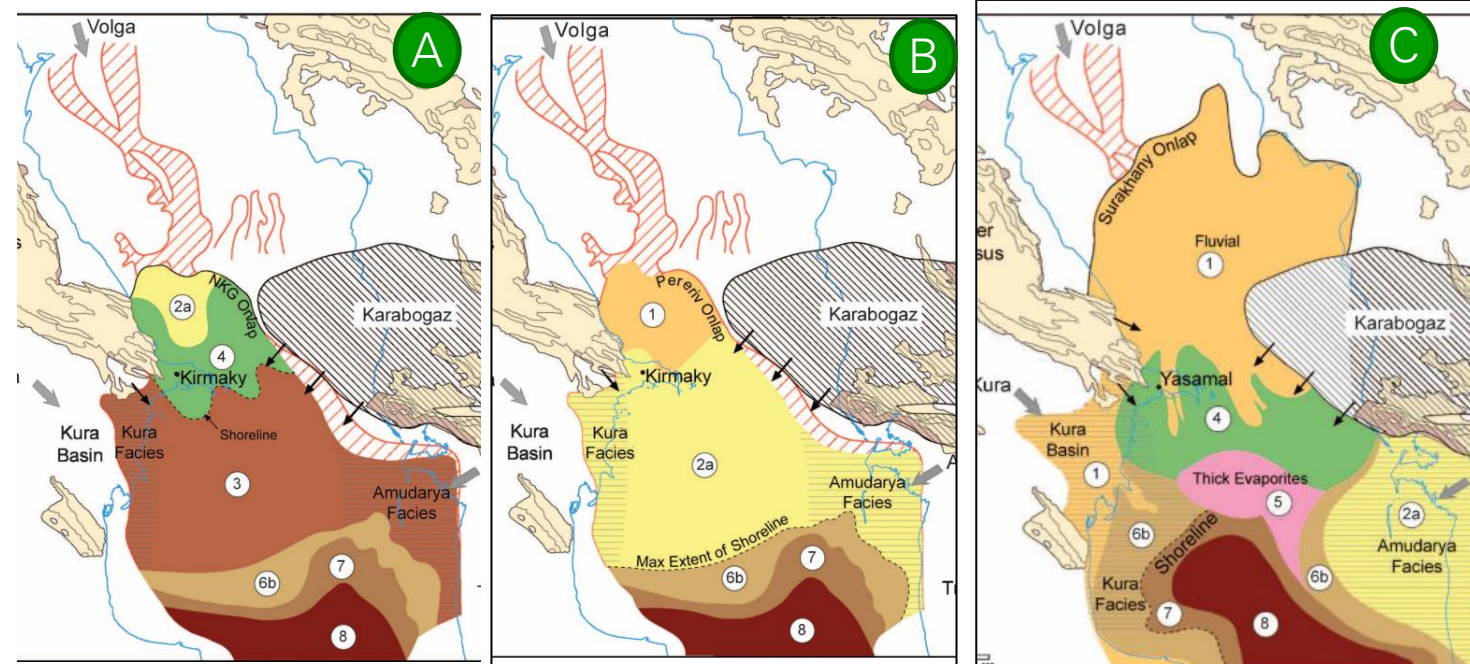 A
Volga
2a
NKG Onlap
4
Kirmaky
Karabogaz
Shoreline
Kura
Basin
Kura
Facies
3
Amudarya
Facies
6b
7
8
B
Volga
1
Pereriv Onlap
Kirmaky
Karabogaz
Kura
Basin
Kura
Facies
2a
Amudarya
Facies
Max Extent of Shoreline
6b
7
8
C
Volga
Surakhany Onlap
Fluvial
1
er
sus
Karabogaz
Kura
Yasamal
4
Kura
Basin
1
Thick Evaporites
5
2a
Amudarya
Facies
6b
Shoreline
Kura
Facies
7
8
6b